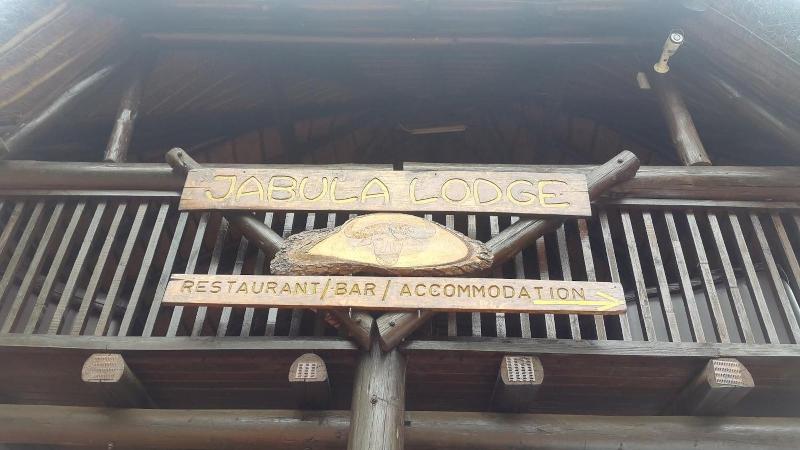 JABULA LODGE
RESTAURANT/BAR/ACCOMMODATION